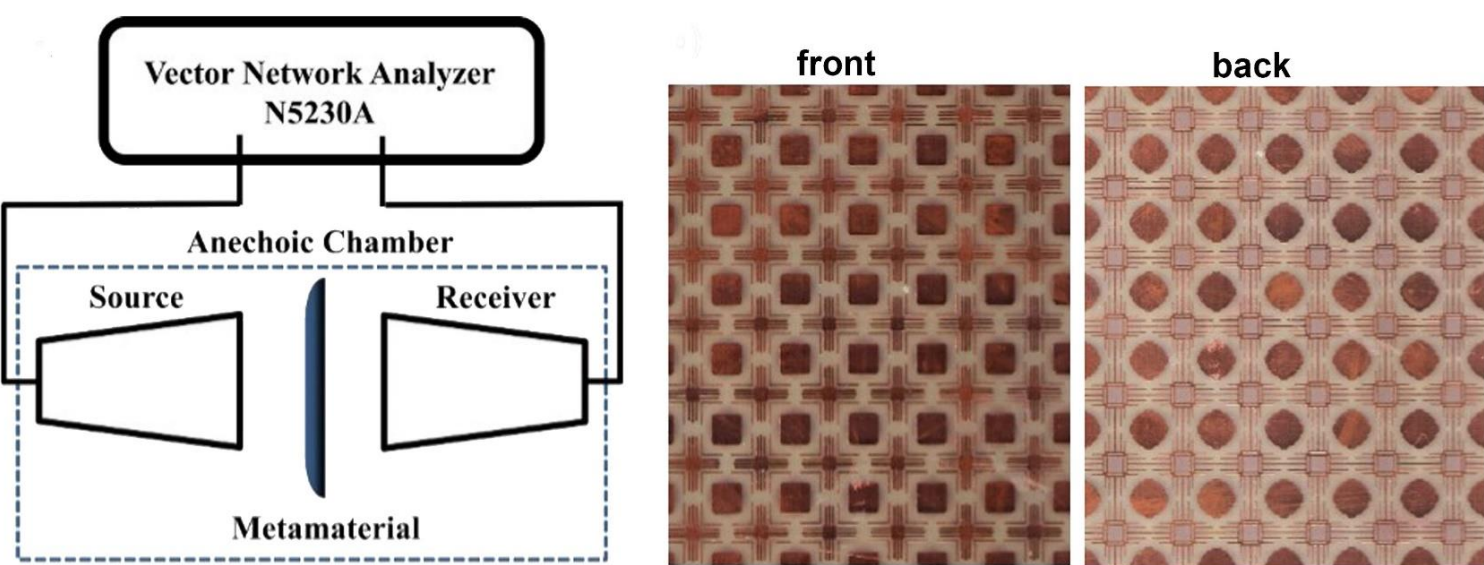 Vector Network Analyzer
N5230A
Anechoic Chamber
Source
Receiver
Metamaterial
front
back